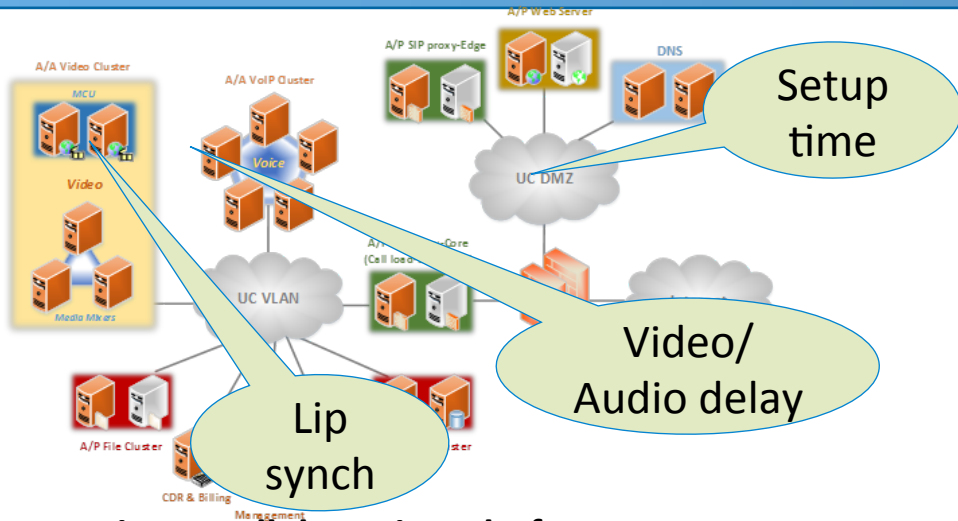 A/P Web Server
A/P SIP proxy-Edge
DNS
A/A Video Cluster
A/A VoIP Cluster
MCU
Setup
time
Voice
Video
UC DMZ
(Call load
UC VLAN
Media Mixers
Video/
Audio delay
Lip
synch
A/P File Cluster
CDR & Billing
Management